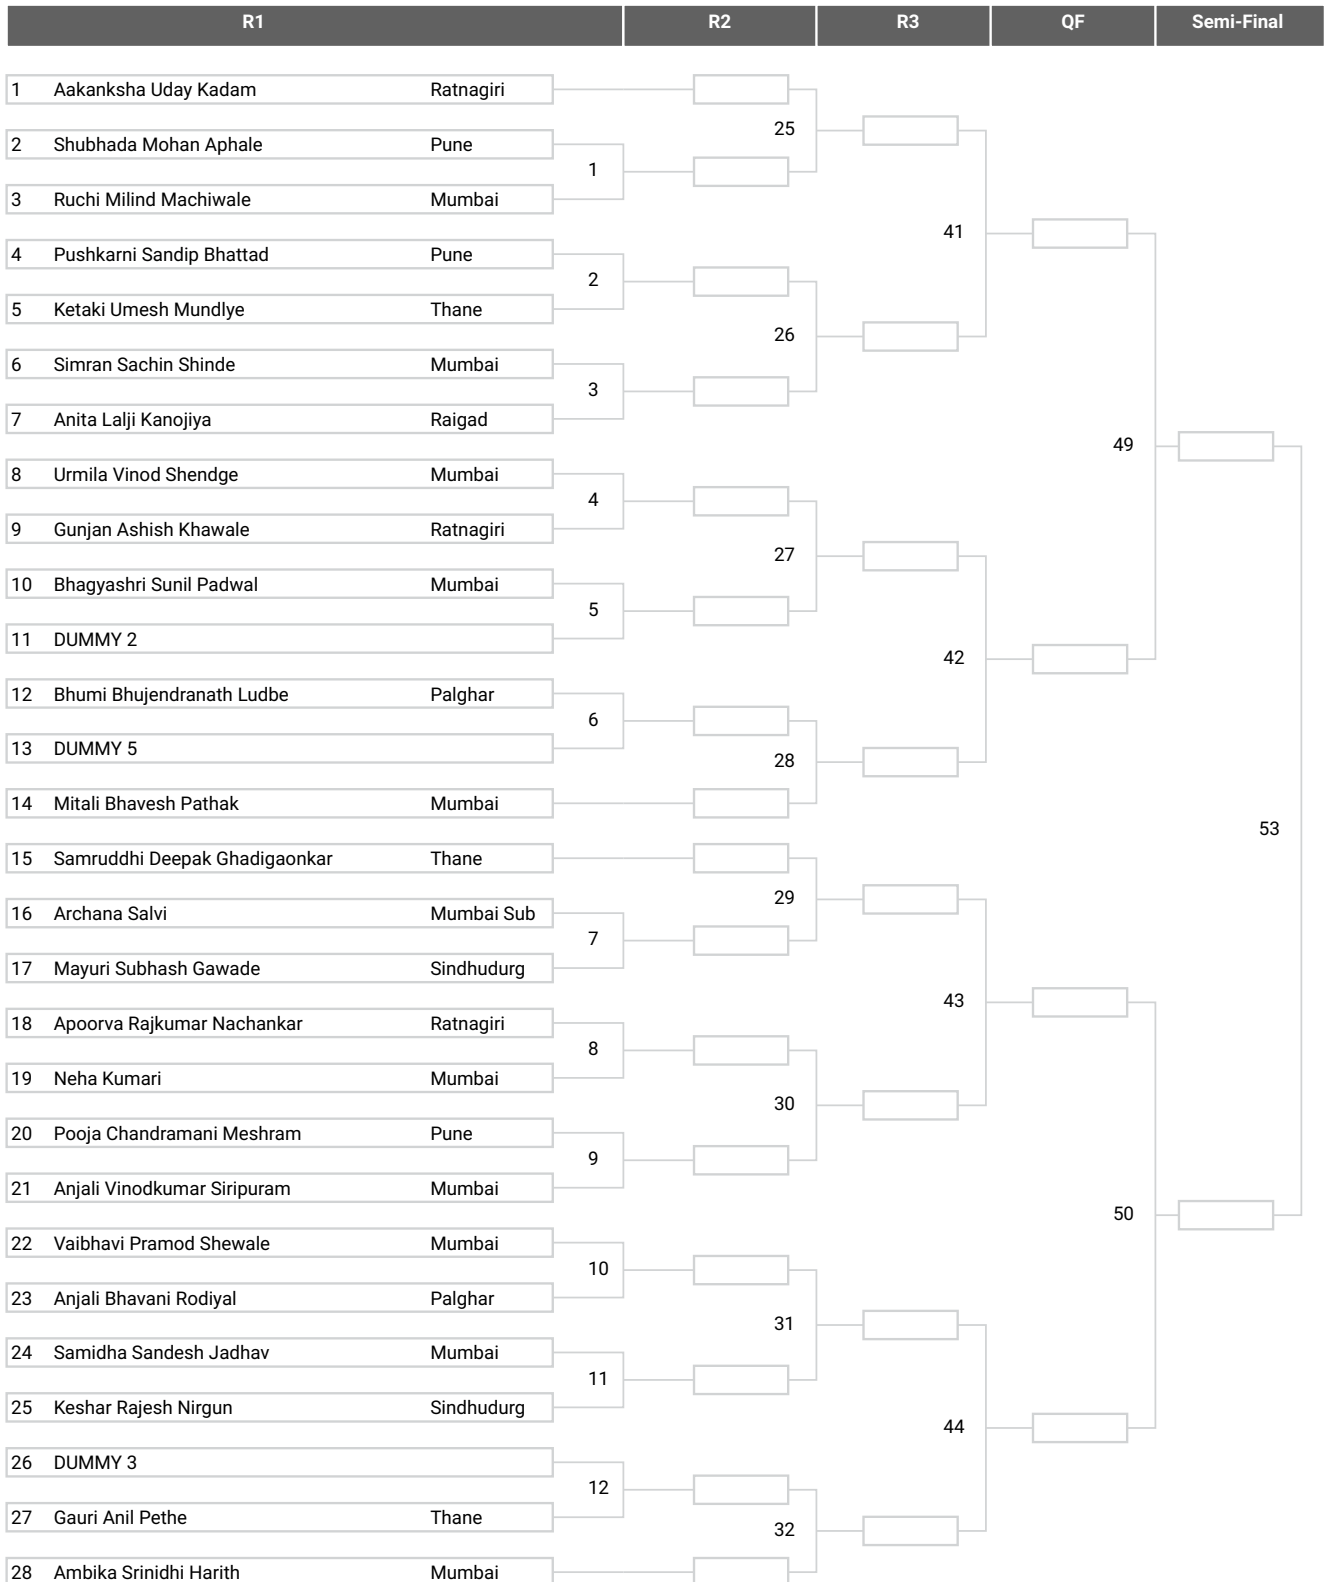 R1 R2 R3 QF Semi-Final
1 Aakanksha Uday Kadam Ratnagiri
25
2 Shubhada Mohan Aphale Pune
1
3 Ruchi Milind Machiwale Mumbai
41
4 Pushkarni Sandip Bhattad Pune
2
5 Ketaki Umesh Mundlye Thane
26
6 Simran Sachin Shinde Mumbai
3
7 Anita Lalji Kanojiya Raigad
49
8 Urmila Vinod Shendge Mumbai
4
9 Gunjan Ashish Khawale Ratnagiri
27
10 Bhagyashri Sunil Padwal Mumbai
5
11 DUMMY 2
42
12 Bhumi Bhujendranath Ludbe Palghar
6
13 DUMMY 5
28
14 Mitali Bhavesh Pathak Mumbai
53
15 Samruddhi Deepak Ghadigaonkar Thane
29
16 Archana Salvi Mumbai Sub
7
17 Mayuri Subhash Gawade Sindhudurg
43
18 Apoorva Rajkumar Nachankar Ratnagiri
8
19 Neha Kumari Mumbai
30
20 Pooja Chandramani Meshram Pune
9
21 Anjali Vinodkumar Siripuram Mumbai
50
22 Vaibhavi Pramod Shewale Mumbai
10
23 Anjali Bhavani Rodiyal Palghar
31
24 Samidha Sandesh Jadhav Mumbai
11
25 Keshar Rajesh Nirgun Sindhudurg
44
26 DUMMY 3
12
27 Gauri Anil Pethe Thane
32
28 Ambika Srinidhi Harith Mumbai